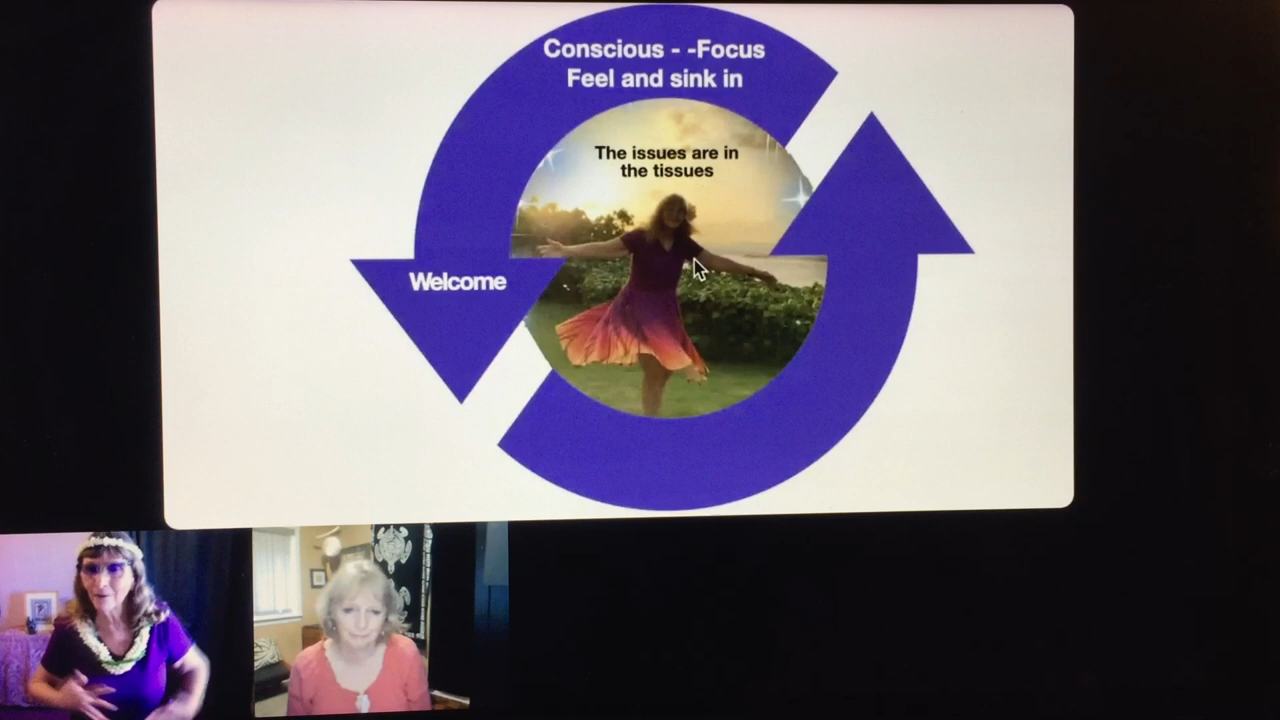 Conscious - -Focus
Feel and sink in
The issues are in
the tissues
Welcome